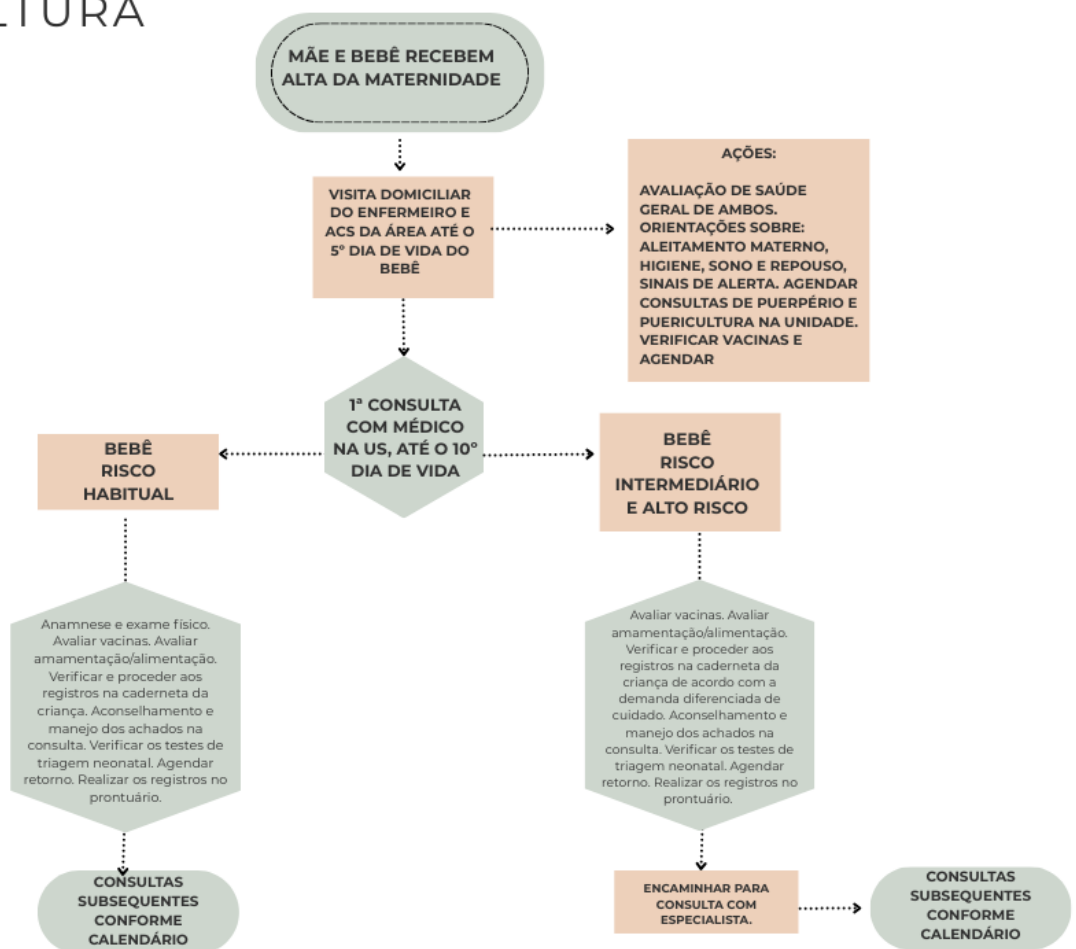 LTURA
MÃE E BEBÊ RECEBEM
ALTA DA MATERNIDADE
VISITA DOMICILIAR
DO ENFERMEIRO E
ACS DA ÁREA ATÉ O
5º DIA DE VIDA DO
BEBÊ
AÇÕES:
AVALIAÇÃO DE SAÚDE
GERAL DE AMBOS.
ORIENTAÇÕES SOBRE:
ALEITAMENTO MATERNO,
HIGIENE, SONO E REPOUSO,
SINAIS DE ALERTA. AGENDAR
CONSULTAS DE PUERPÉRIO E
PUERICULTURA NA UNIDADE.
VERIFICAR VACINAS E
AGENDAR
1ª CONSULTA
COM MÉDICO
NA US, ATÉ O 10º
DIA DE VIDA
BEBÊ
RISCO
HABITUAL
BEBÊ
RISCO
INTERMEDIÁRIO
E ALTO RISCO
Anamnese e exame físico.
Avaliar vacinas. Avaliar
amamentação/alimentação.
Verificar e proceder aos
registros na caderneta da
criança. Aconselhamento e
manejo dos achados na
consulta. Verificar os testes de
triagem neonatal. Agendar
retorno. Realizar os registros no
prontuário.
Avaliar vacinas. Avaliar
amamentação/alimentação.
Verificar e proceder aos
registros na caderneta da
criança de acordo com a
demanda diferenciada de
cuidado. Aconselhamento e
manejo dos achados na
consulta. Verificar os testes de
triagem neonatal. Agendar
retorno. Realizar os registros no
prontuário.
CONSULTAS
SUBSEQUENTES
CONFORME
CALENDÁRIO
ENCAMINHAR PARA
CONSULTA COM
ESPECIALISTA.
CONSULTAS
SUBSEQUENTES
CONFORME
CALENDÁRIO